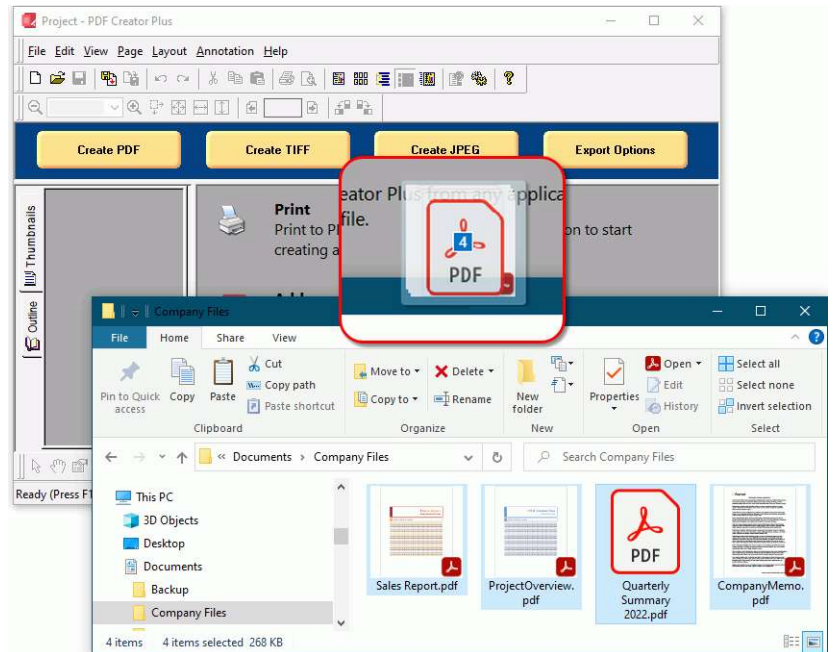 Project - PDF Creator Plus
File Edit View Page Layout Annotation Help
Create PDF Create TIFF Create JPEG Export Options
Thumbnails
Outline
Print
Print to P
creating a
on to start
eator Plus from any applica
file.
4
PDF
Company Files
File Home Share View
Pin to Quick access
Copy
Paste
Cut
Copy path
Paste shortcut
Clipboard
Move to
Copy to
Delete
Rename
Organize
New folder
New
Properties
Open
Edit
History
Open
Select all
Select none
Invert selection
Select
« Documents › Company Files
Search Company Files
Ready (Press F1
This PC
3D Objects
Desktop
Documents
Backup
Company Files
Sales Report.pdf
ProjectOverview.
pdf
PDF
Quarterly
Summary
2022.pdf
CompanyMemo.
pdf
4 items 4 items selected 268 KB